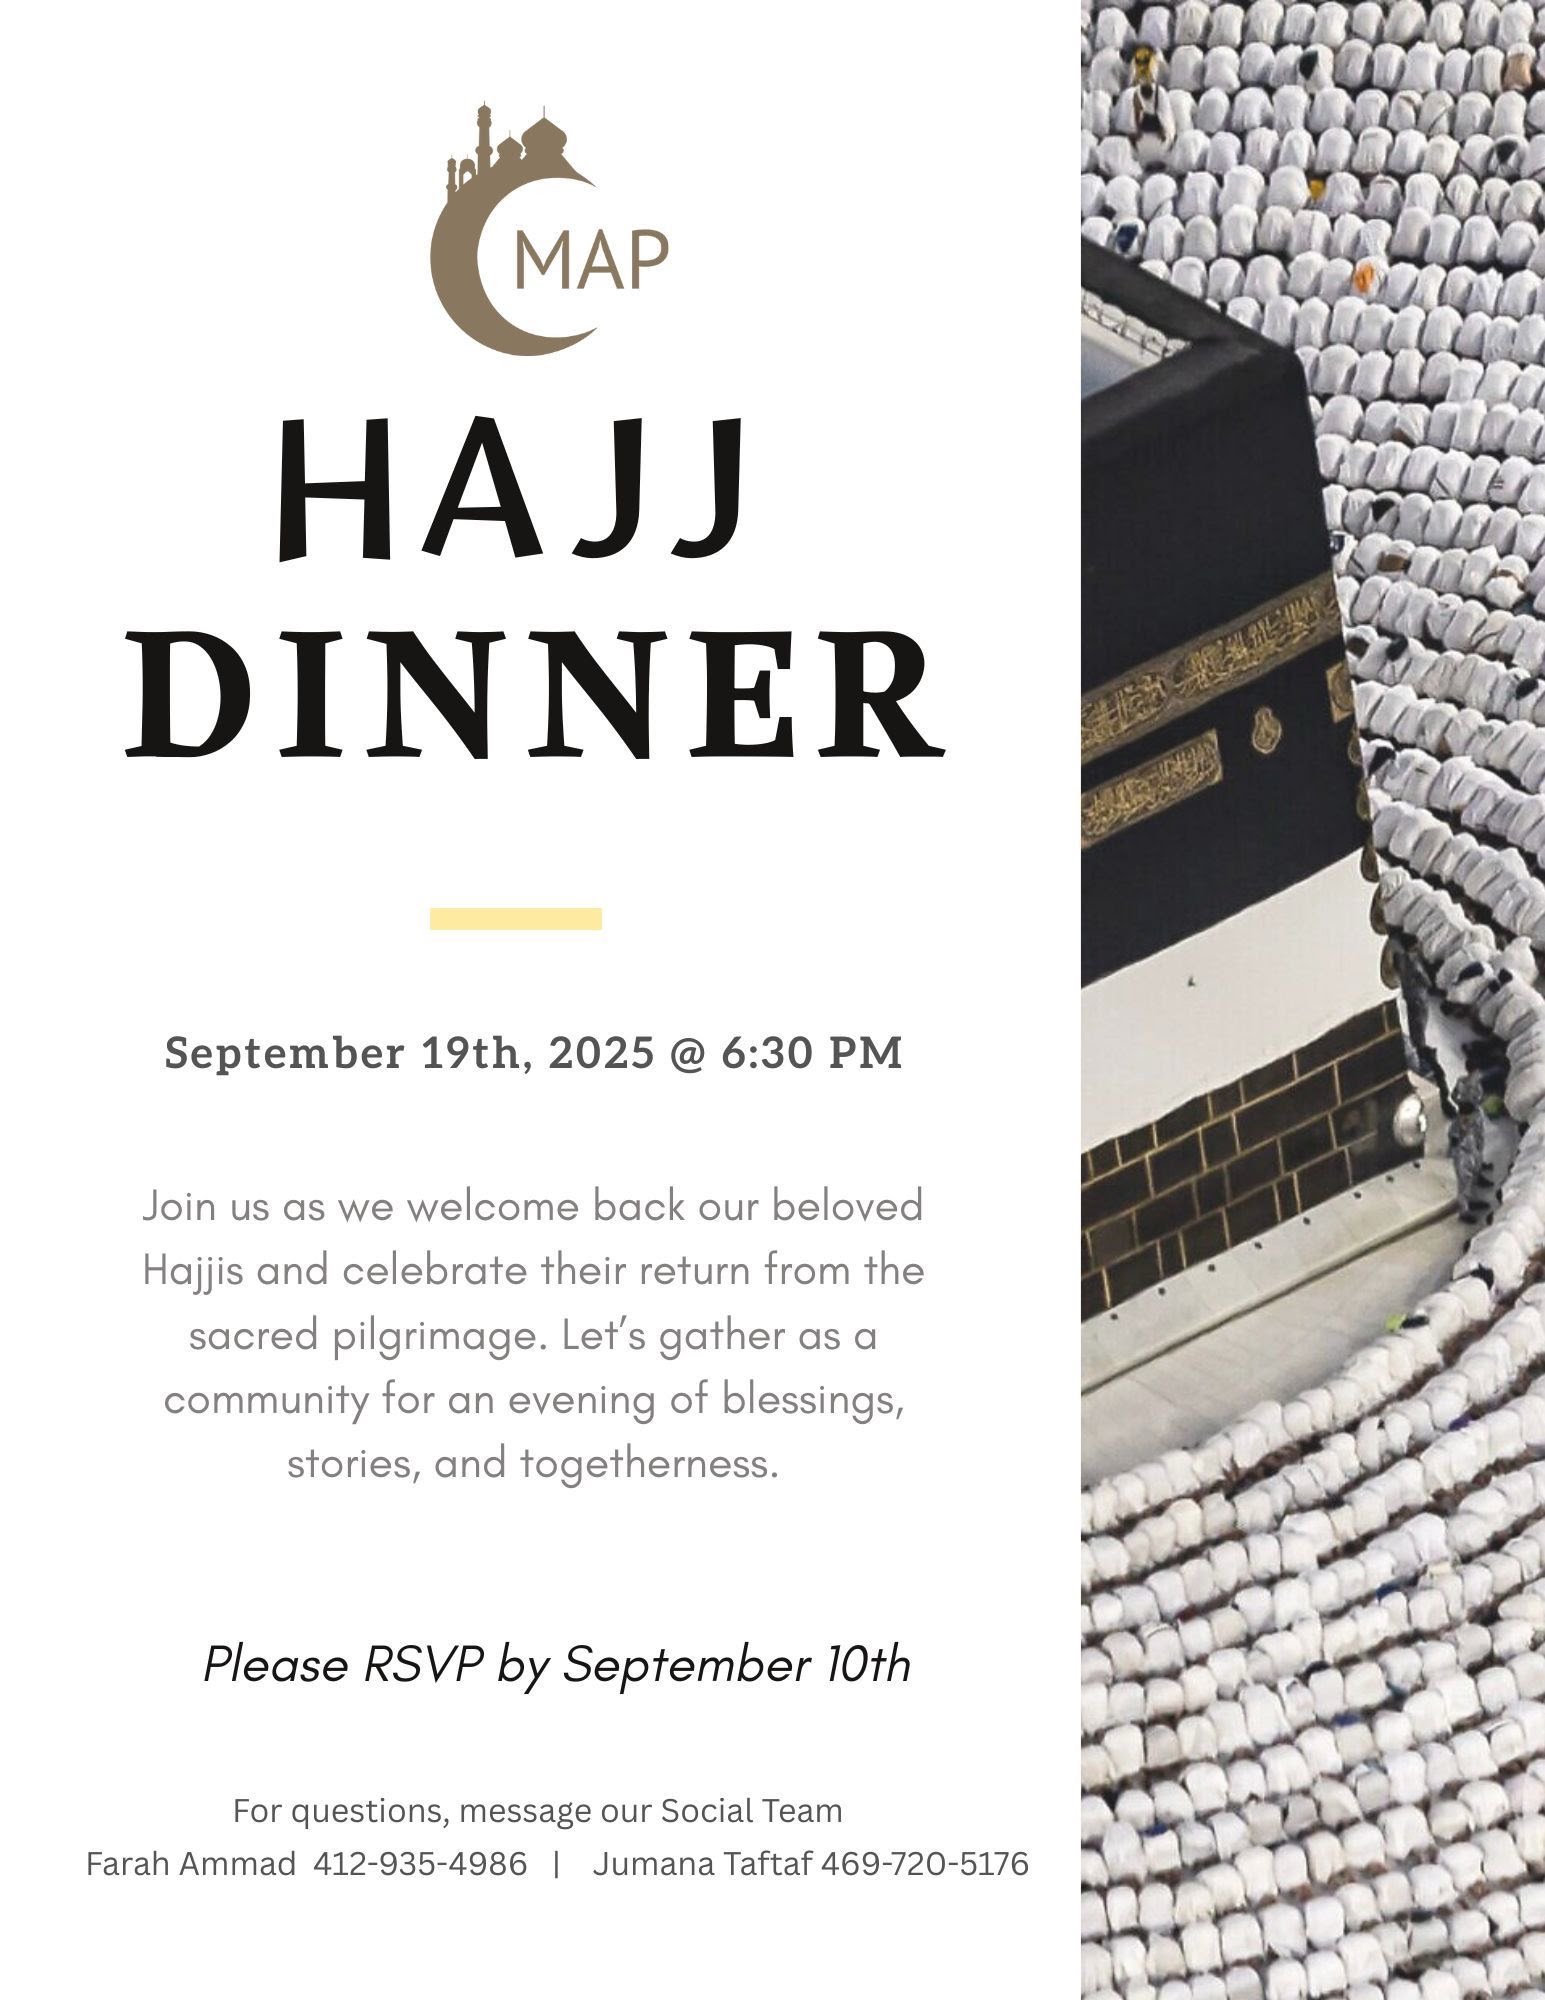 MAP
HAJJ
DINNER
September 19th, 2025 @ 6:30 PM
Join us as we welcome back our beloved
Hajjis and celebrate their return from the
sacred pilgrimage. Let’s gather as a
community for an evening of blessings,
stories, and togetherness.
Please RSVP by September 10th
For questions, message our Social Team
Farah Ammad 412-935-4986 | Jumana Taftaf 469-720-5176